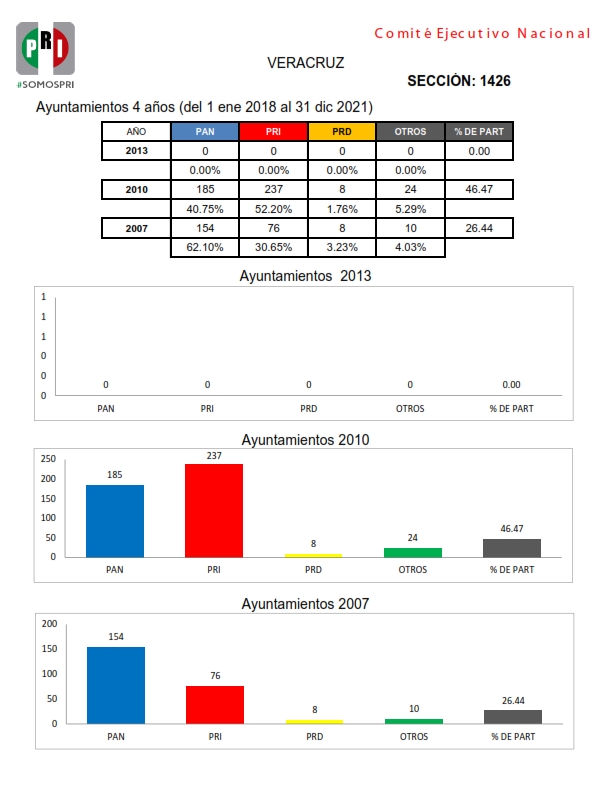 Comité Ejecutivo Nacional
PRI
#SOMOSPRI
VERACRUZ
SECCIÓN: 1426
Ayuntamientos 4 años (del 1 ene 2018 al 31 dic 2021)
AÑO PAN PRI PRD OTROS % DE PART
2013 0 0 0 0 0.00
0.00% 0.00% 0.00% 0.00%
2010 185 237 8 24 46.47
40.75% 52.20% 1.76% 5.29%
2007 154 76 8 10 26.44
62.10% 30.65% 3.23% 4.03%
Ayuntamientos 2013
1
1
1
0
0
0
0 0 0 0 0.00
PAN PRI PRD OTROS % DE PART
Ayuntamientos 2010
250
200
150
100
50
0
185 237 8 24 46.47
PAN PRI PRD OTROS % DE PART
Ayuntamientos 2007
200
150
100
50
0
154 76 8 10 26.44
PAN PRI PRD OTROS % DE PART